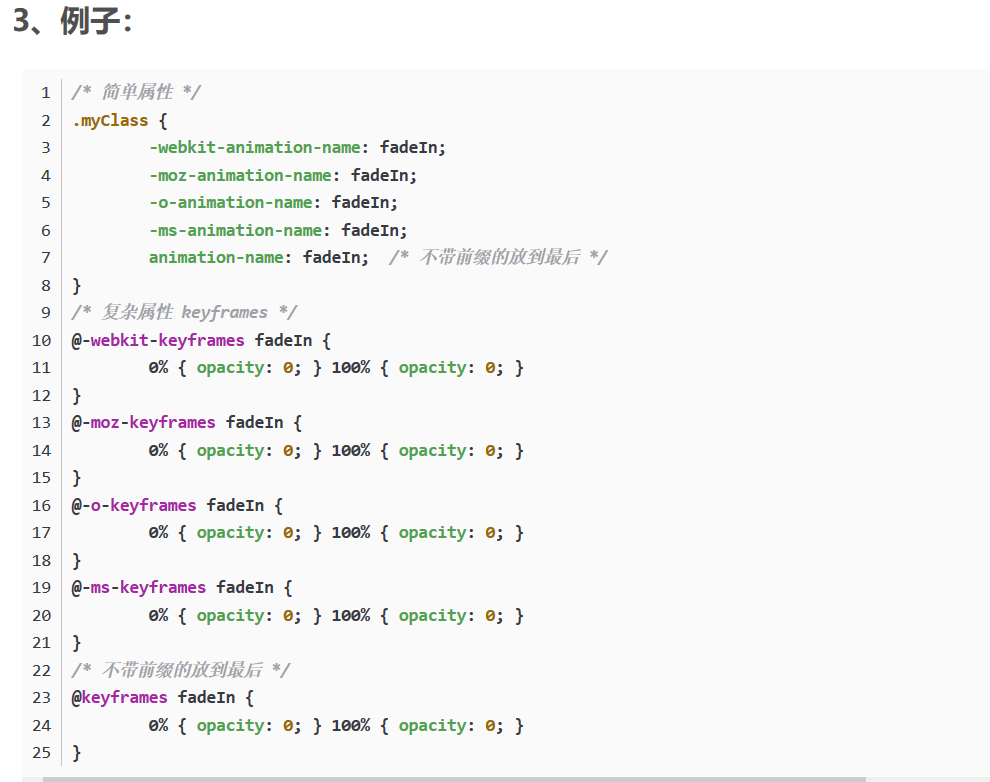 3、例子：
1 /* 简单属性 */
2 .myClass {
3         -webkit-animation-name: fadeIn;
4         -moz-animation-name: fadeIn;
5         -o-animation-name: fadeIn;
6         -ms-animation-name: fadeIn;
7         animation-name: fadeIn;  /* 不带前缀的放到最后 */
8 }
9 /* 复杂属性 keyframes */
10 @-webkit-keyframes fadeIn {
11         0% { opacity: 0; } 100% { opacity: 0; }
12 }
13 @-moz-keyframes fadeIn {
14         0% { opacity: 0; } 100% { opacity: 0; }
15 }
16 @-o-keyframes fadeIn {
17         0% { opacity: 0; } 100% { opacity: 0; }
18 }
19 @-ms-keyframes fadeIn {
20         0% { opacity: 0; } 100% { opacity: 0; }
21 }
22 /* 不带前缀的放到最后 */
23 @keyframes fadeIn {
24         0% { opacity: 0; } 100% { opacity: 0; }
25 }